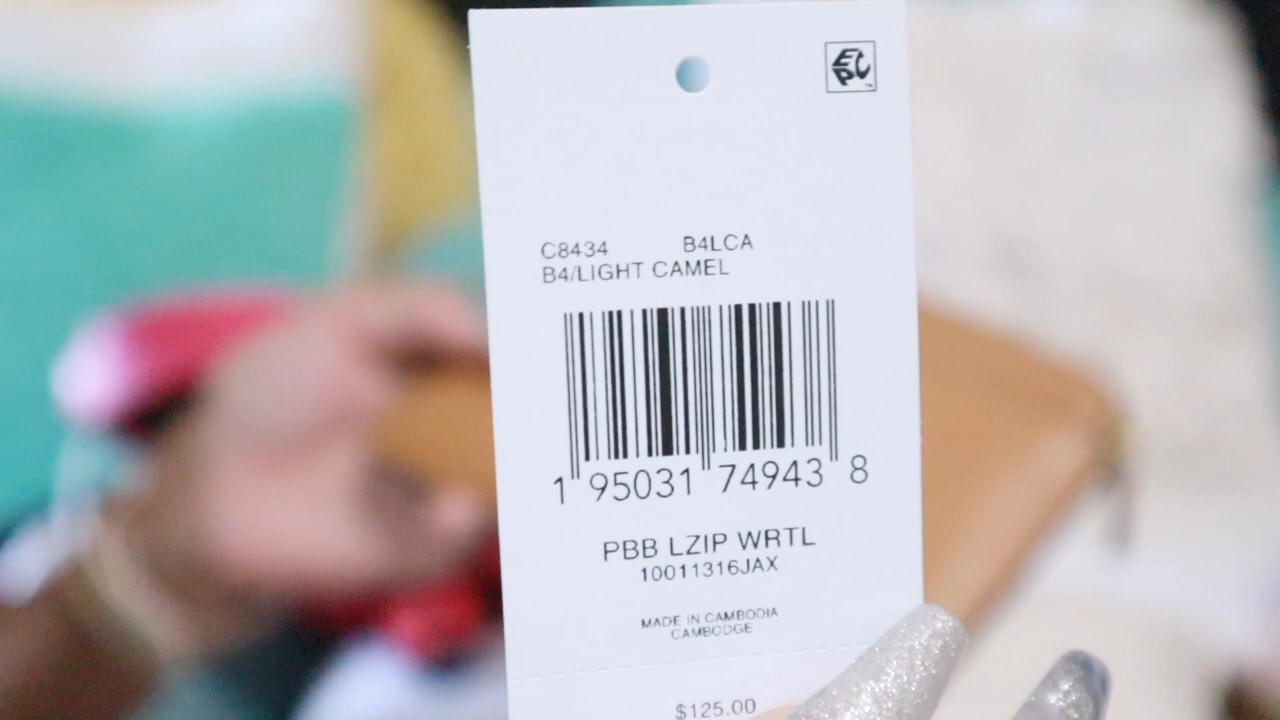 EPC
C8434 B4LCA
B4/LIGHT CAMEL
1 95031 74943 8
PBB LZIP WRTL
10011316JAX
MADE IN CAMBODIA
CAMBODGE
$125.00